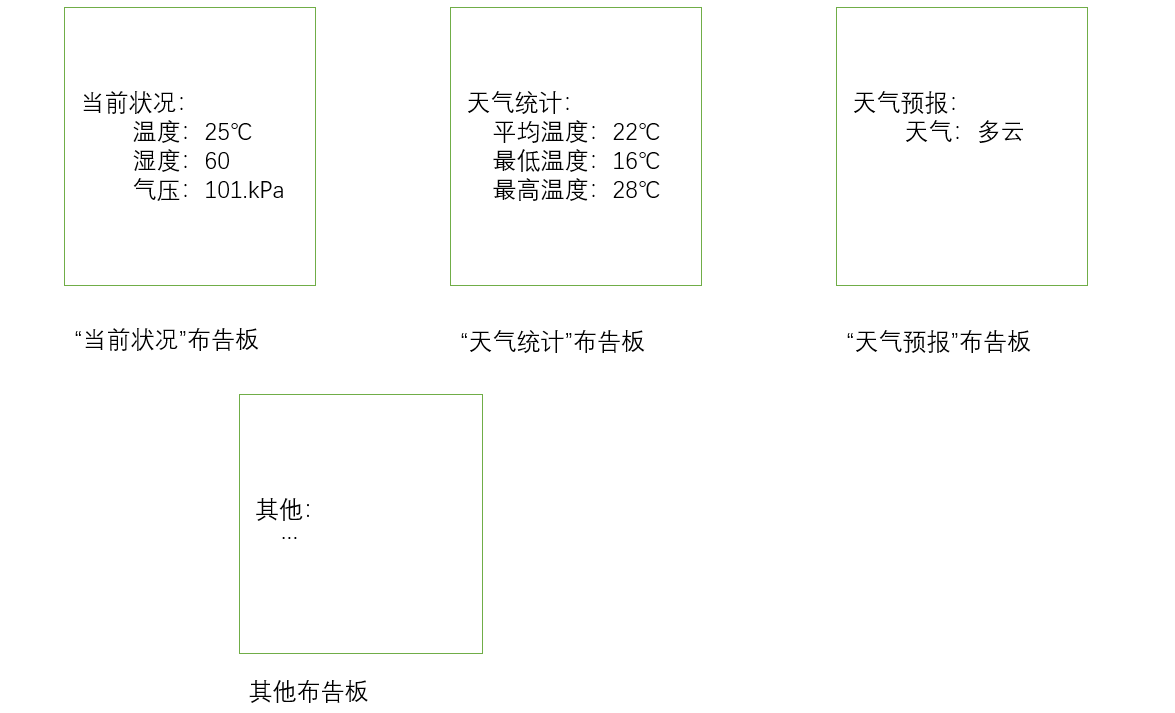 当前状况：
温度：25℃
湿度：60
气压：101.kPa
“当前状况”布告板
天气统计：
平均温度：22℃
最低温度：16℃
最高温度：28℃
“天气统计”布告板
天气预报：
天气：多云
“天气预报”布告板
其他：
...
其他布告板